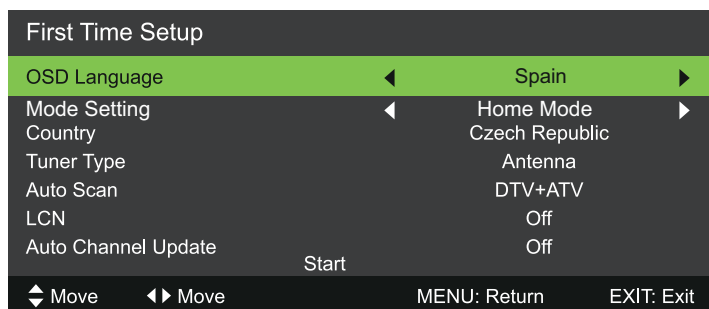 First Time Setup
OSD Language Spain
Mode Setting Home Mode
Country Czech Republic
Tuner Type Antenna
Auto Scan DTV+ATV
LCN Off
Auto Channel Update Off
Start
Move Move MENU: Return EXIT: Exit